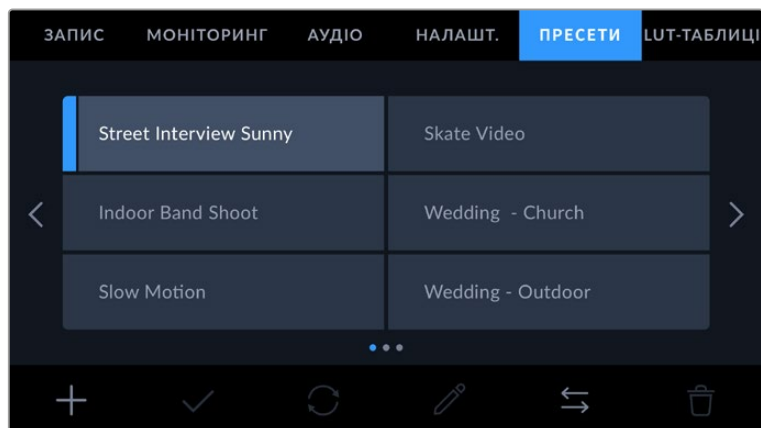 ЗАПИС МОНІТОРИНГ АУДІО НАЛАШТ. ПРЕСЕТИ LUT-ТАБЛИЦІ
Street Interview Sunny Skate Video
Indoor Band Shoot Wedding - Church
Slow Motion Wedding - Outdoor